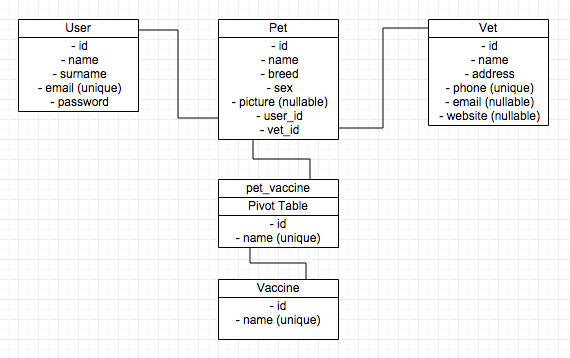 User
- id
- name
- surname
- email (unique)
- password
Pet
- id
- name
- breed
- sex
- picture (nullable)
- user_id
- vet_id
Vet
- id
- name
- address
- phone (unique)
- email (nullable)
- website (nullable)
pet_vaccine
Pivot Table
- id
- name (unique)
Vaccine
- id
- name (unique)